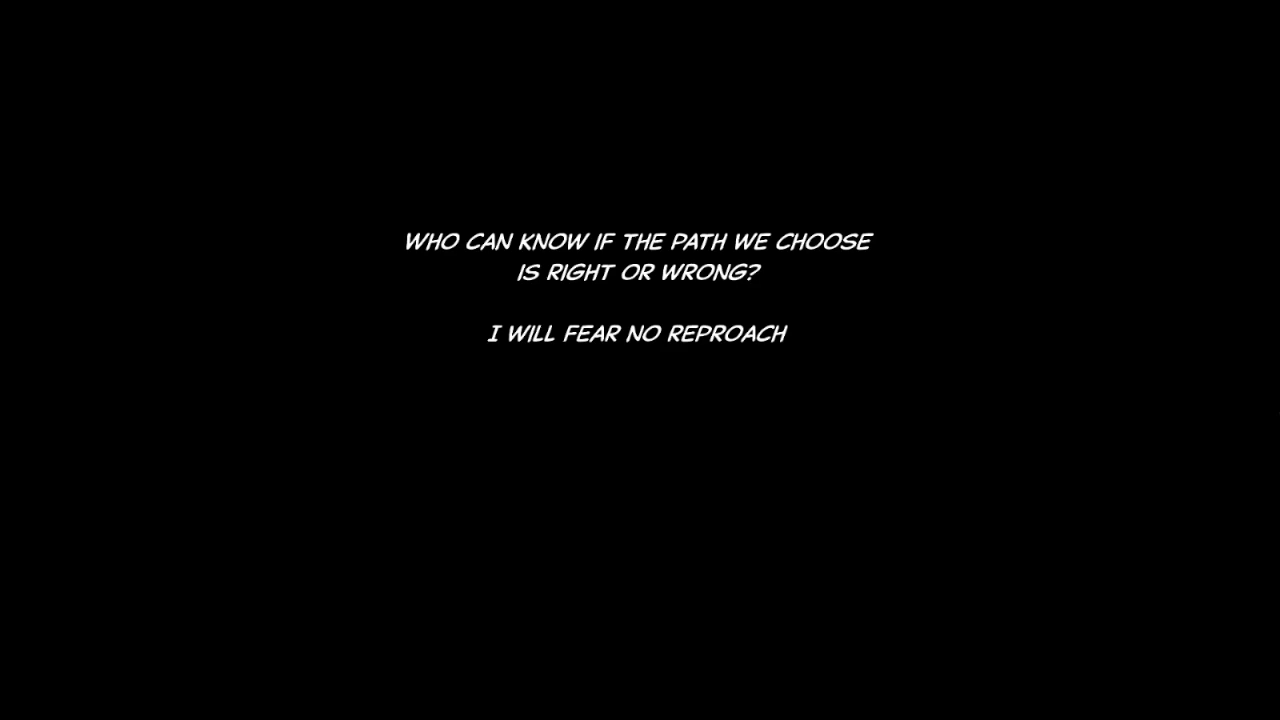 WHO CAN KNOW IF THE PATH WE CHOOSE
IS RIGHT OR WRONG?
I WILL FEAR NO REPROACH